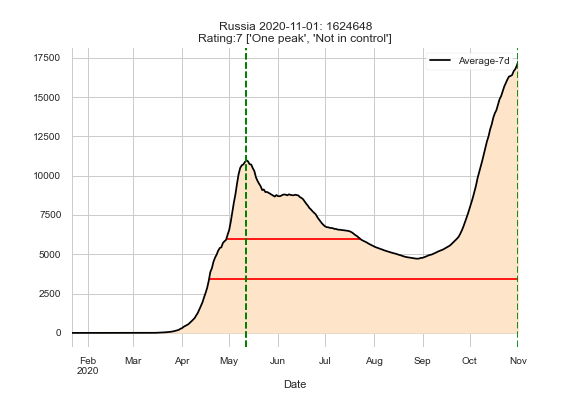 Russia 2020-11-01: 1624648
Rating:7 ['One peak', 'Not in control']
Average-7d
17500
15000
12500
10000
7500
5000
2500
0
Feb Mar Apr May Jun Jul Aug Sep Oct Nov
2020
Date